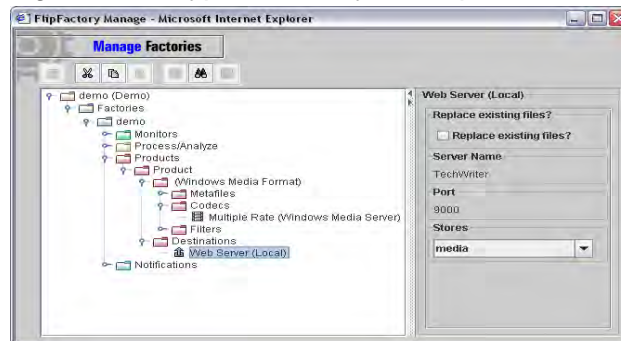 FlipFactory Manage - Microsoft Internet Explorer
Manage Factories
demo (Demo)
Factories
demo
Monitors
Process/Analyze
Products
Product
(Windows Media Format)
Metafiles
Codecs
Multiple Rate (Windows Media Server)
Filters
Destinations
Web Server (Local)
Notifications
Web Server (Local)
Replace existing files?
Replace existing files?
Server Name
TechWriter
Port
9000
Stores
media